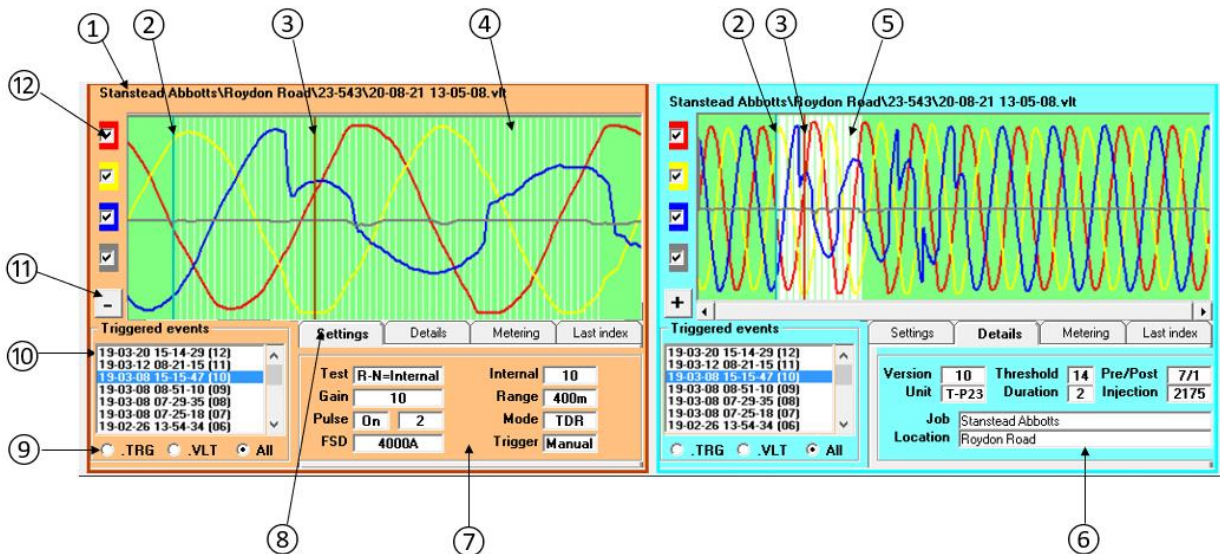 ① ② ③ ④ ② ③ ⑤
⑫
Stanstead Abbotts\Roydon Road\23-543\20-08-21 13-05-08.vlt
Stanstead Abbotts\Roydon Road\23-543\20-08-21 13-05-08.vlt
⑪
-
+
Triggered events
Settings Details Metering Last index
⑩
19-03-20 15-14-29 (12)
19-03-12 08-21-15 (11)
19-03-08 15-15-47 (10)
19-03-08 08-51-10 (09)
19-03-08 07-29-35 (08)
19-03-08 07-25-18 (07)
19-02-26 13-54-34 (06)
⑨
.TRG .VLT All
Test R-N=Internal Internal 10
Gain 10 Range 400m
Pulse On 2 Mode TDR
FSD 4000A Trigger Manual
Triggered events
Settings Details Metering Last index
19-03-20 15-14-29 (12)
19-03-12 08-21-15 (11)
19-03-08 15-15-47 (10)
19-03-08 08-51-10 (09)
19-03-08 07-29-35 (08)
19-03-08 07-25-18 (07)
19-02-26 13-54-34 (06)
.TRG .VLT All
Version 10 Threshold 14 Pre/Post 7/1
Unit T-P23 Duration 2 Injection 2175
Job Stanstead Abbotts
Location Roydon Road
⑧ ⑦ ⑥